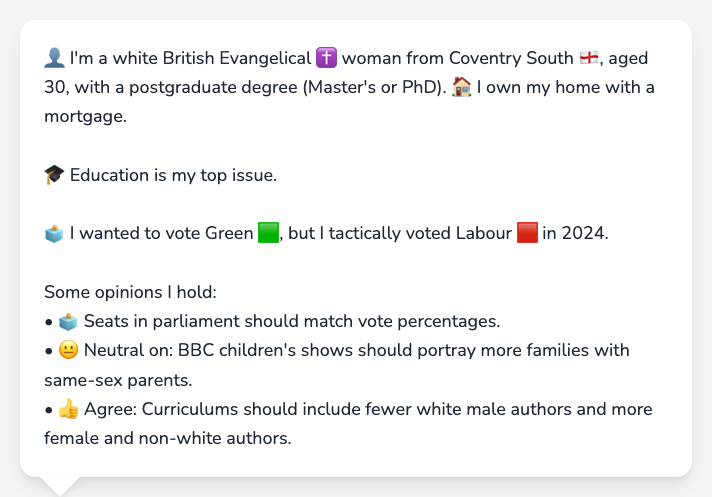 👤 I'm a white British Evangelical ✝️ woman from Coventry South 🏴󠁧󠁢󠁥󠁮󠁧󠁿, aged
30, with a postgraduate degree (Master's or PhD). 🏠 I own my home with a
mortgage.
🎓 Education is my top issue.
🗳️ I wanted to vote Green 🟩, but I tactically voted Labour 🟥 in 2024.
Some opinions I hold:
• 🗳️ Seats in parliament should match vote percentages.
• 😐 Neutral on: BBC children's shows should portray more families with
same-sex parents.
• 👍 Agree: Curriculums should include fewer white male authors and more
female and non-white authors.